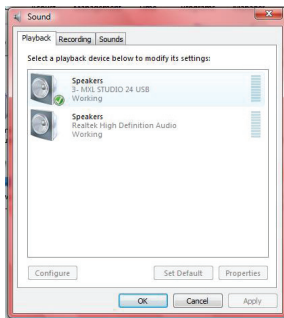 Sound
Playback Recording Sounds
Select a playback device below to modify its settings:
Speakers
3- MXL STUDIO 24 USB
Working
Speakers
Realtek High Definition Audio
Working
Configure Set Default Properties
OK Cancel Apply